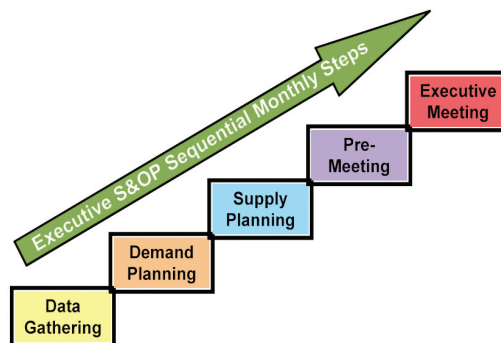 Executive S&OP Sequential Monthly Steps
Executive
Meeting
Pre-
Meeting
Supply
Planning
Demand
Planning
Data
Gathering